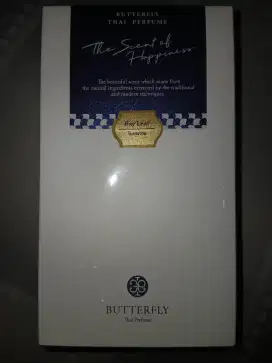 BUTTERFLY
THAI PERFUME
The Scent of
Happiness
The beautiful scent which made from
the natural ingredients extracted by the traditional
and modern techniques.
BUTTERFLY
Thai Perfume